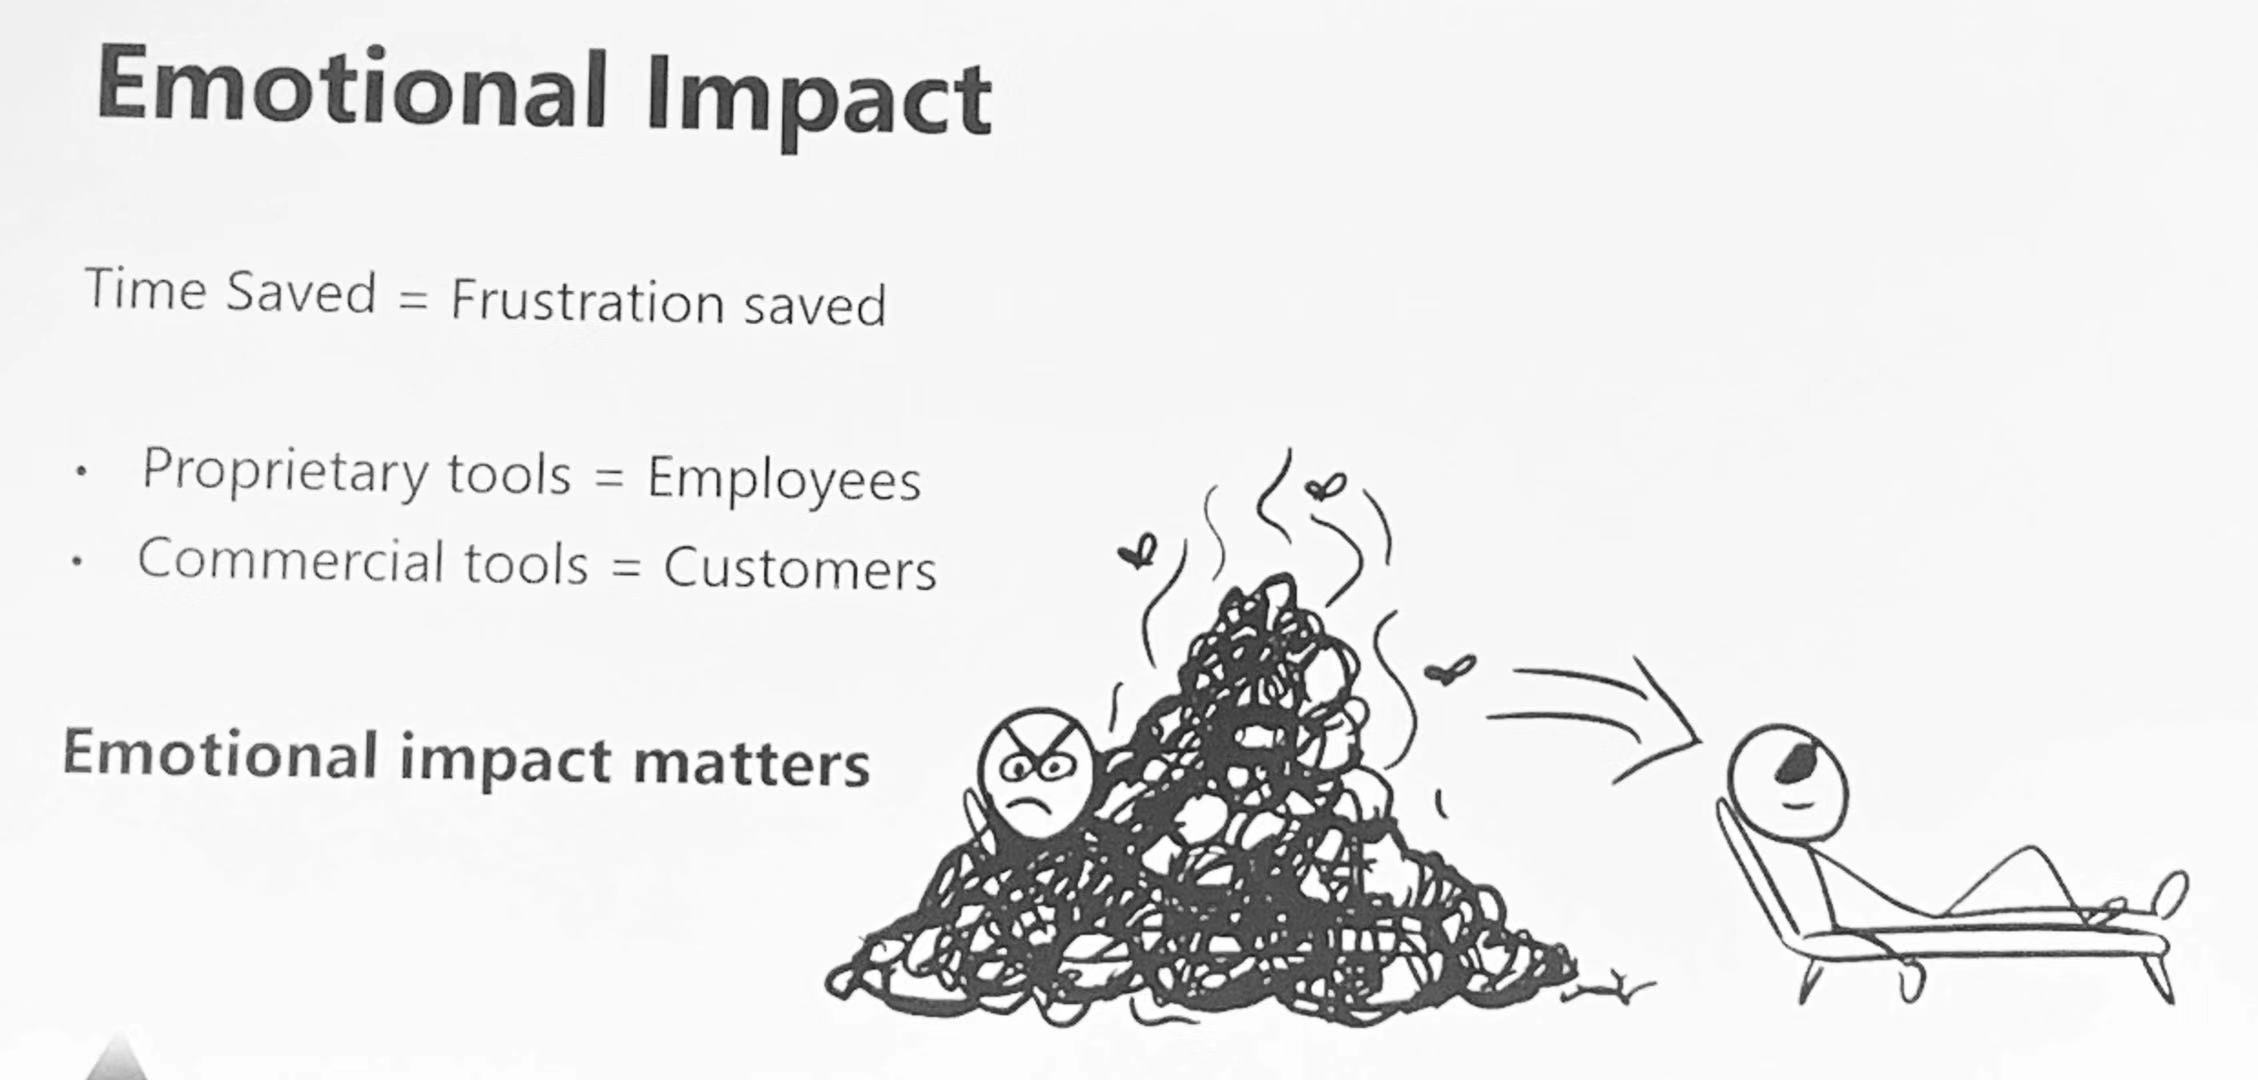 Emotional Impact
Time Saved = Frustration saved
• Proprietary tools = Employees
• Commercial tools = Customers
Emotional impact matters